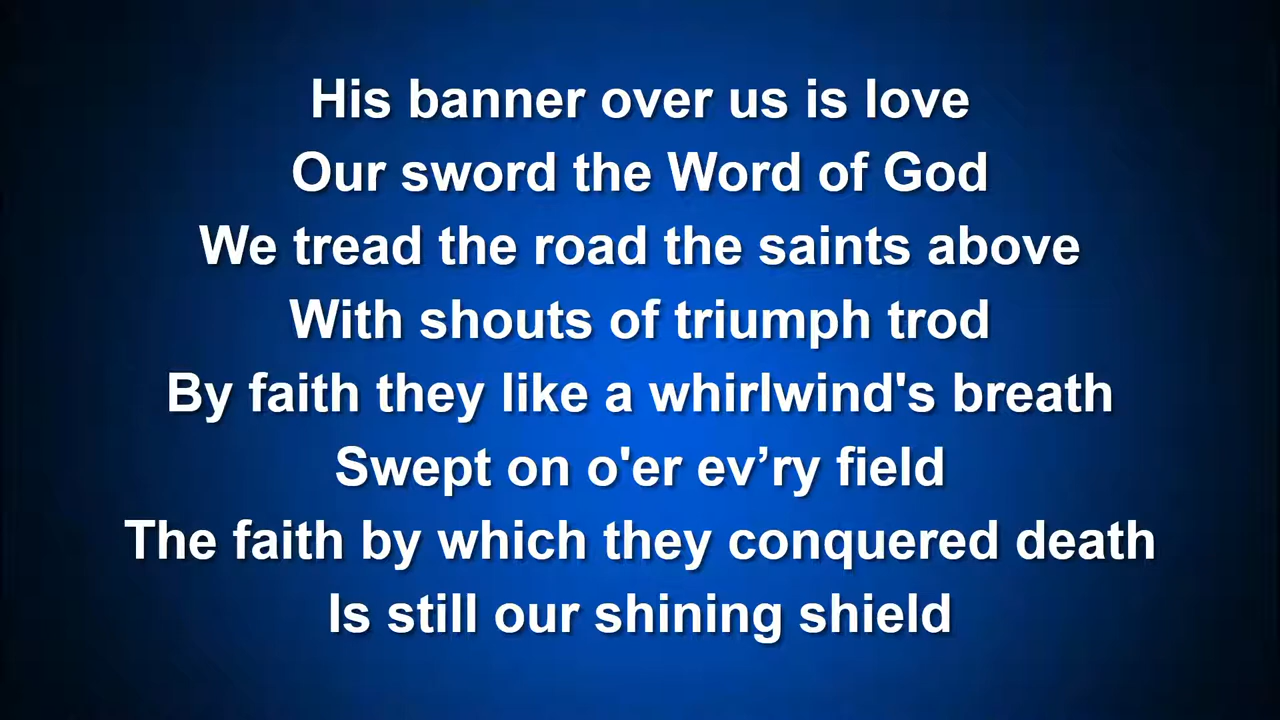 His banner over us is love
Our sword the Word of God
We tread the road the saints above
With shouts of triumph trod
By faith they like a whirlwind's breath
Swept on o'er ev’ry field
The faith by which they conquered death
Is still our shining shield